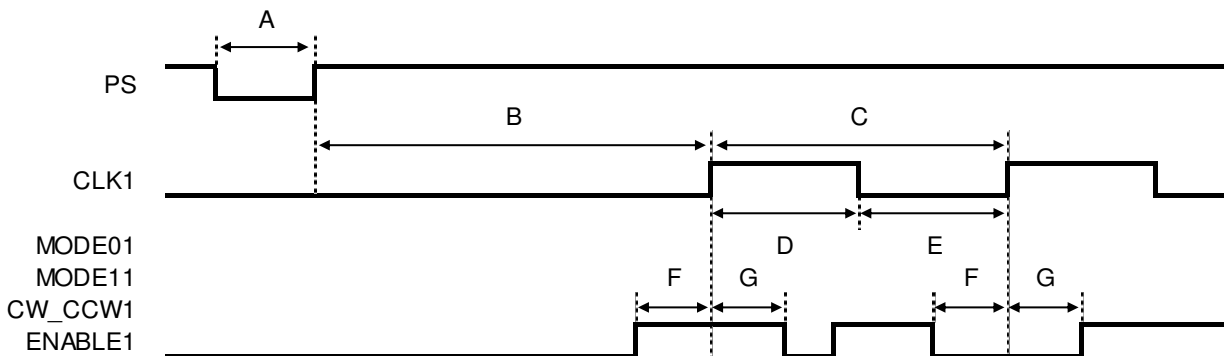 A
PS
B C
CLK1
MODE01 D E
MODE11 F G F G
CW_CCW1
ENABLE1